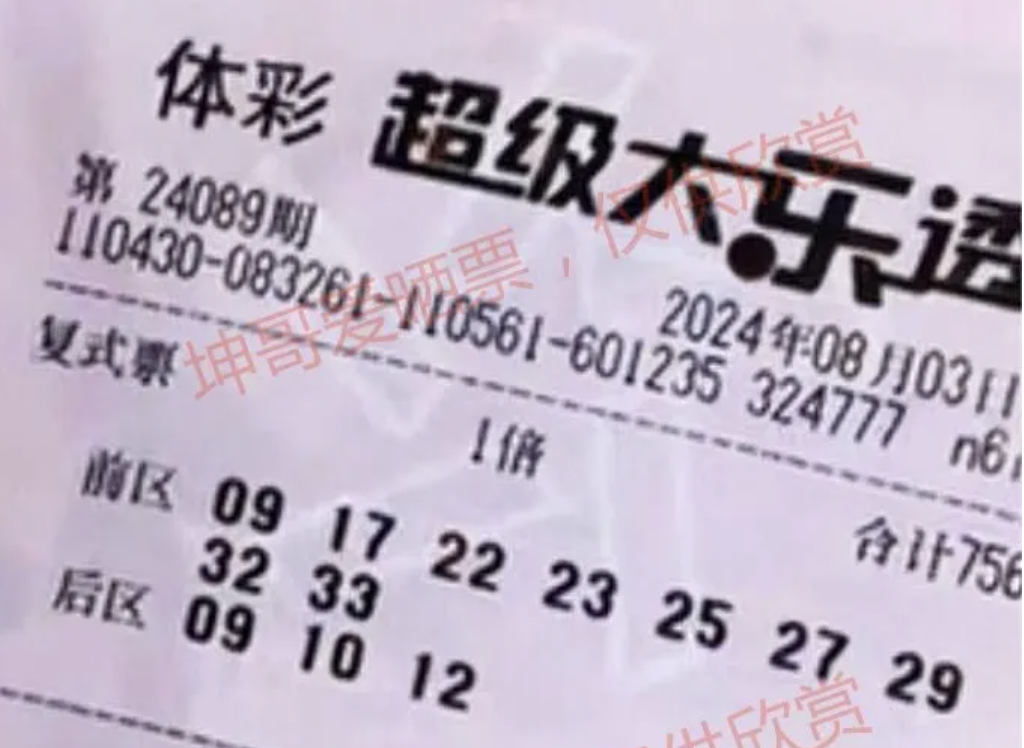 体彩 超级大乐透
第 24089期
2024年08月03日
110430-083261-110561-601235 324777 n6
复式票
坤哥爱晒票,仅供欣赏
1倍
合计756
前区 09 17 22 23 25 27 29
32 33
后区 09 10 12
供欣赏